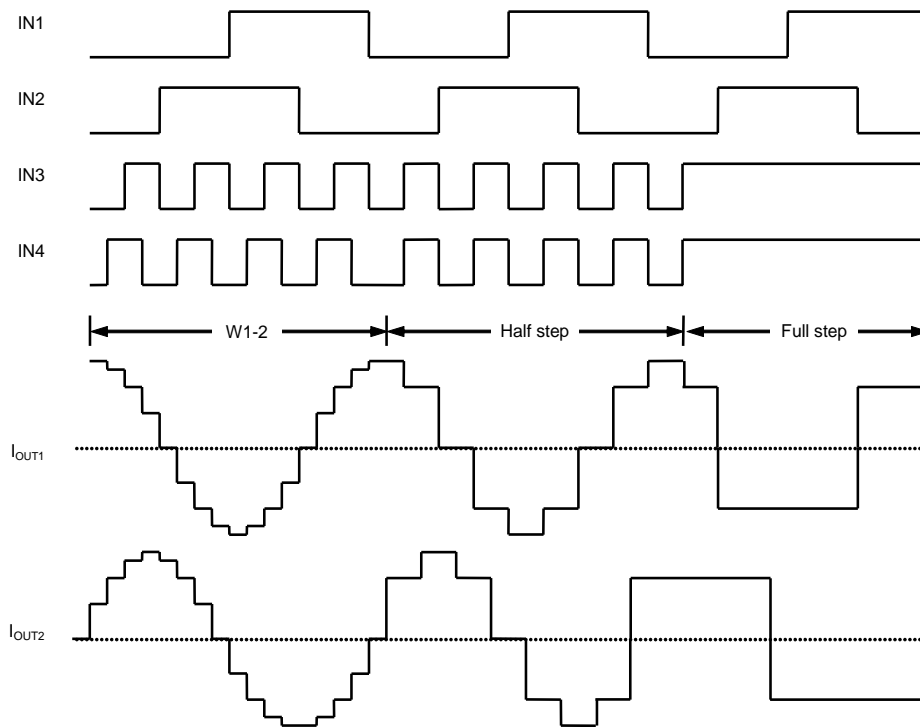 IN1
IN2
IN3
IN4
W1-2 Half step Full step
IOUT1
IOUT2